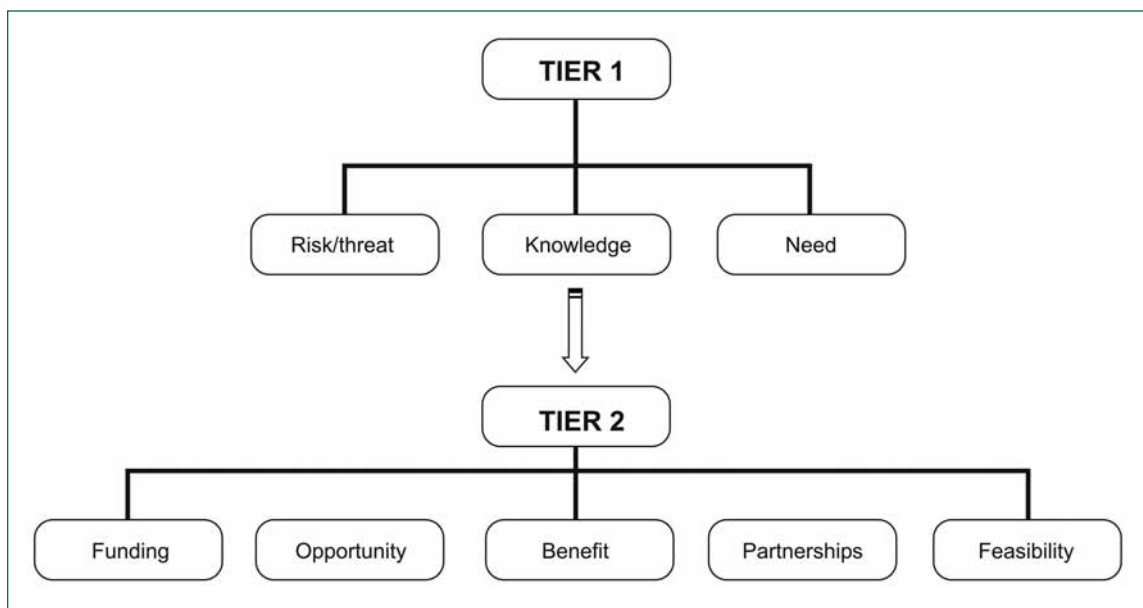 TIER 1
Risk/threat
Knowledge
Need
TIER 2
Funding
Opportunity
Benefit
Partnerships
Feasibility